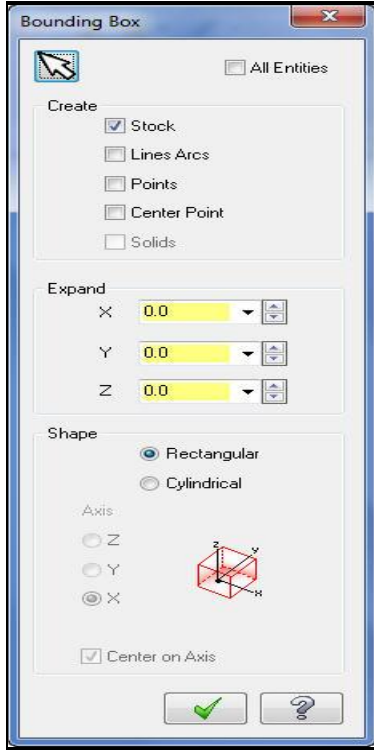 Bounding Box
All Entities
Create
Stock
Lines Arcs
Points
Center Point
Solids
Expand
X 0.0
Y 0.0
Z 0.0
Shape
Rectangular
Cylindrical
Axis
Z
Y
X
z
y
x
Center on Axis